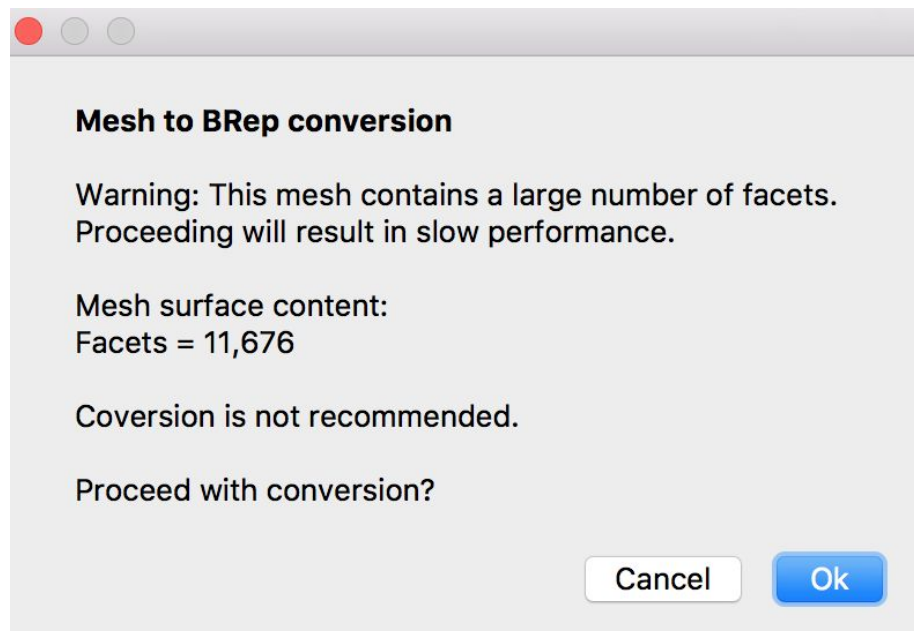 Mesh to BRep conversion
Warning: This mesh contains a large number of facets.
Proceeding will result in slow performance.
Mesh surface content:
Facets = 11,676
Coversion is not recommended.
Proceed with conversion?
Cancel Ok